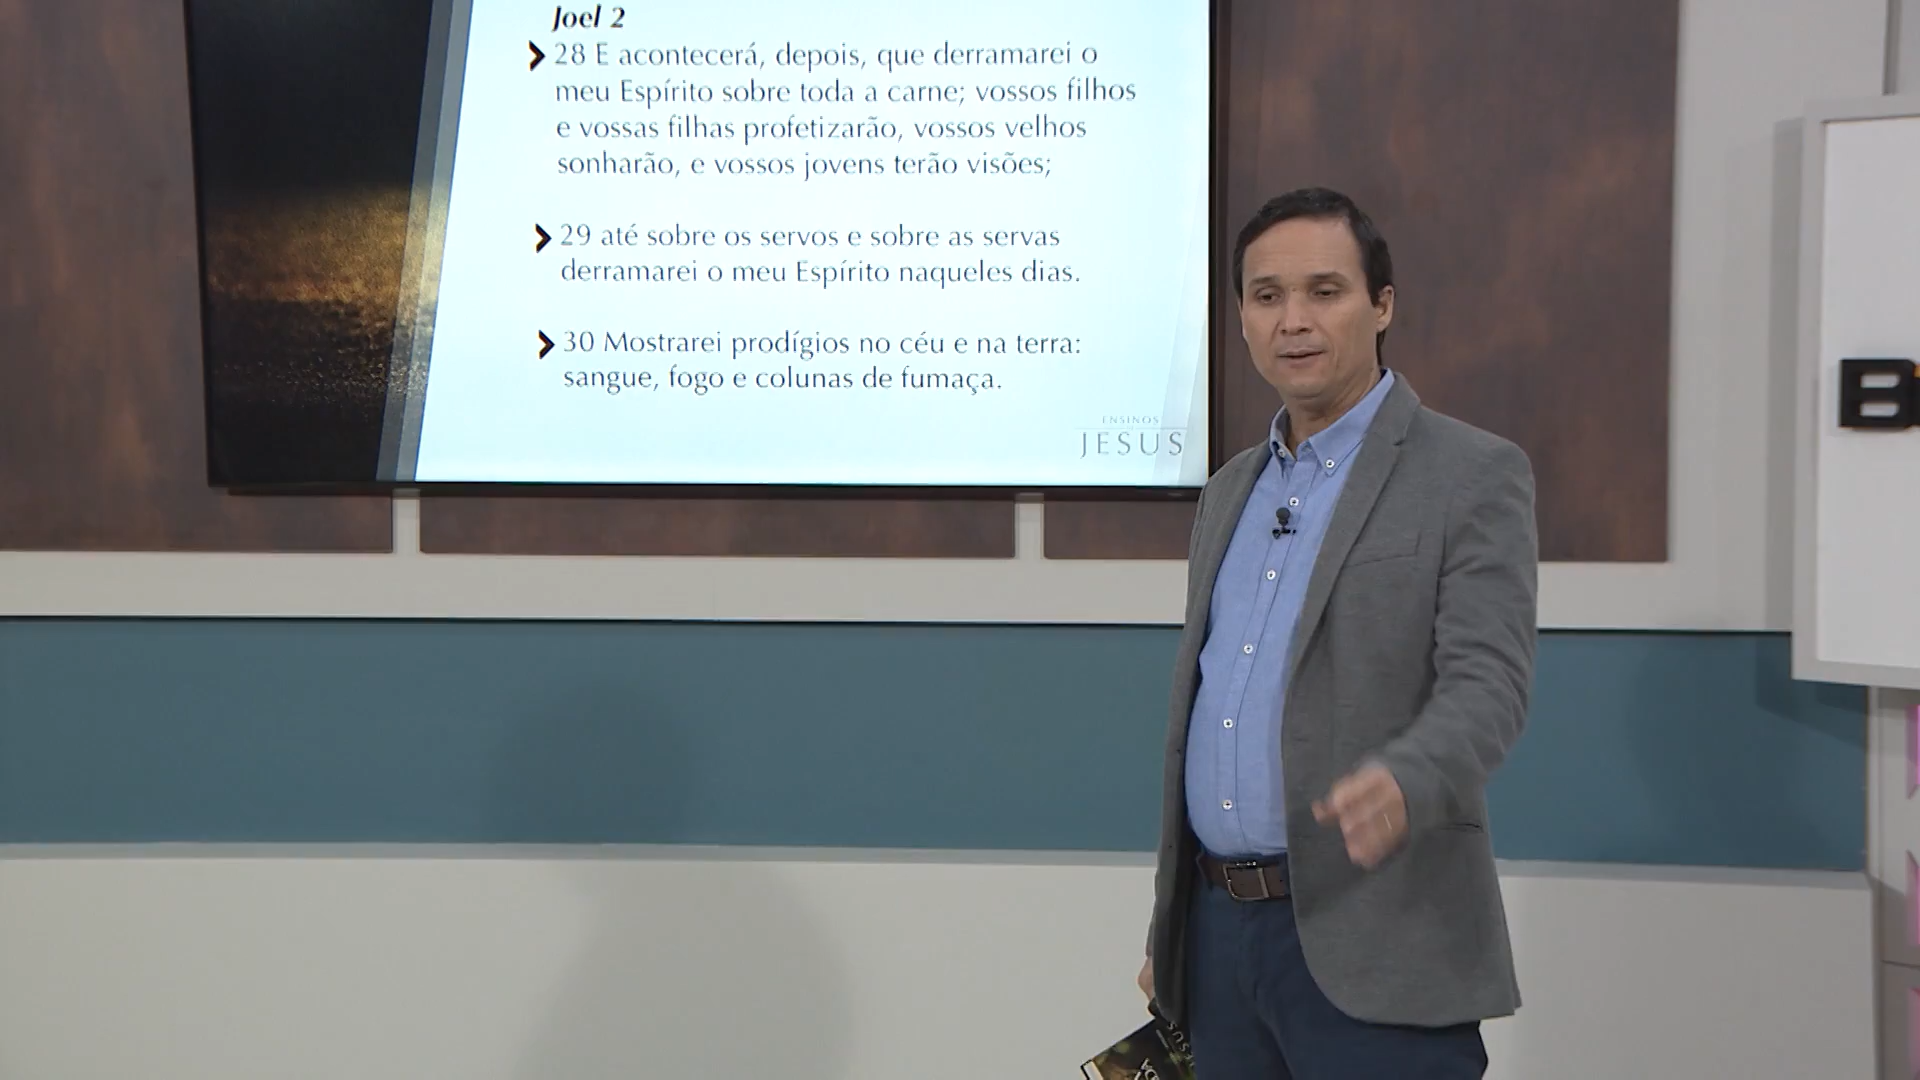 Joel 2
28 E acontecerá, depois, que derramarei o
meu Espírito sobre toda a carne; vossos filhos
e vossas filhas profetizarão, vossos velhos
sonharão, e vossos jovens terão visões;
29 até sobre os servos e sobre as servas
derramarei o meu Espírito naqueles dias.
30 Mostrarei prodígios no céu e na terra:
sangue, fogo e colunas de fumaça.
ENSINOS
JESUS
B